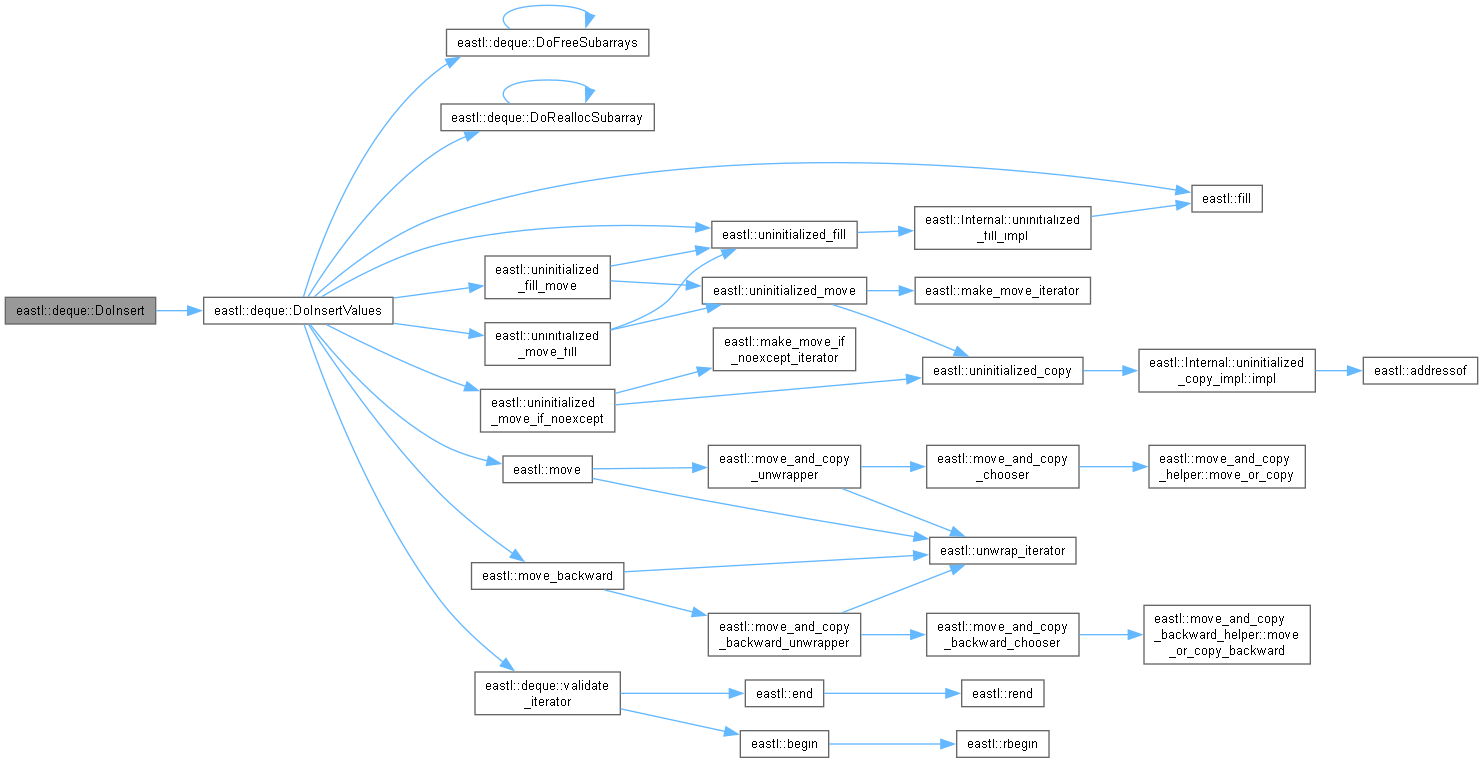 eastl::deque::DoFreeSubarrays
eastl::deque::DoReallocSubarray
eastl::fill
eastl::Internal::uninitialized
_fill_impl
eastl::uninitialized_fill
eastl::uninitialized
_fill_move
eastl::uninitialized_move
eastl::make_move_iterator
eastl::deque::DoInsert
eastl::deque::DoInsertValues
eastl::uninitialized
_move_fill
eastl::make_move_if
_noexcept_iterator
eastl::uninitialized_copy
eastl::Internal::uninitialized
_copy_impl::impl
eastl::addressof
eastl::uninitialized
_move_if_noexcept
eastl::move
eastl::move_and_copy
_unwrapper
eastl::move_and_copy
_chooser
eastl::move_and_copy
_helper::move_or_copy
eastl::unwrap_iterator
eastl::move_backward
eastl::move_and_copy
_backward_unwrapper
eastl::move_and_copy
_backward_chooser
eastl::move_and_copy
_backward_helper::move
_or_copy_backward
eastl::deque::validate
_iterator
eastl::end
eastl::rend
eastl::begin
eastl::rbegin